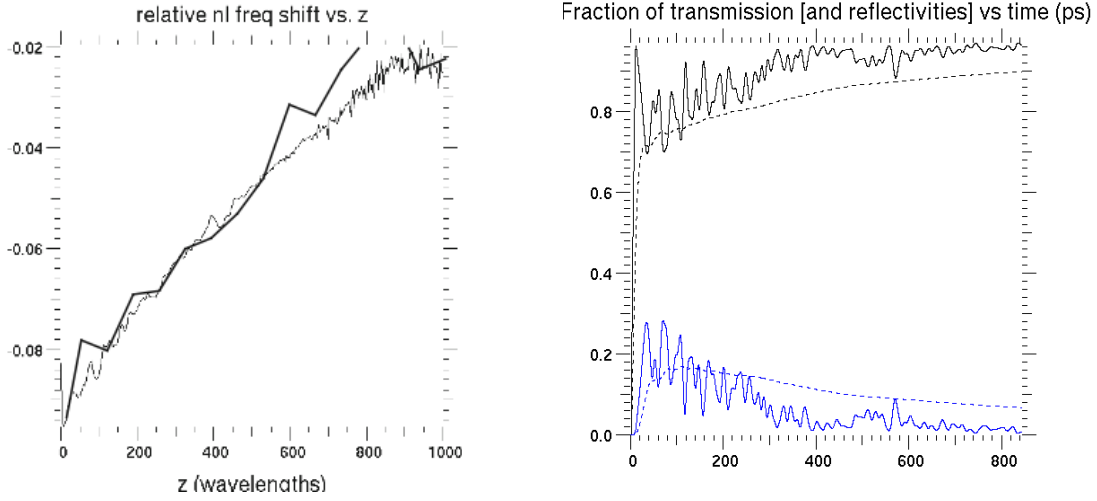 relative nl freq shift vs. z
-0.02
-0.04
-0.06
-0.08
0 200 400 600 800 1000
z (wavelengths)
Fraction of transmission [and reflectivities] vs time (ps)
0.8
0.6
0.4
0.2
0.0
0 200 400 600 800